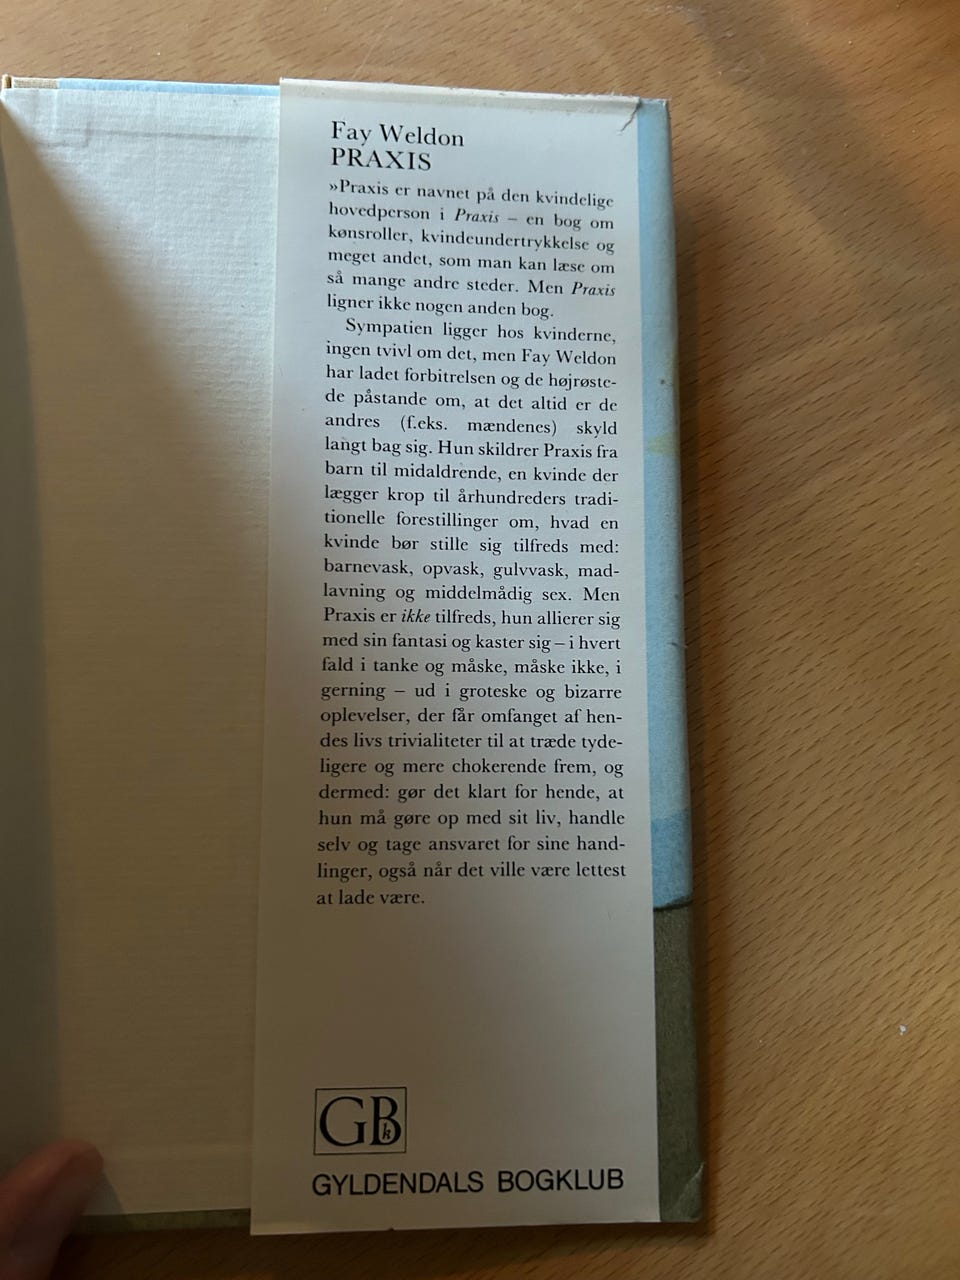 Fay Weldon
PRAXIS
»Praxis er navnet på den kvindelige
hovedperson i Praxis – en bog om
kønsroller, kvindeundertrykkelse og
meget andet, som man kan læse om
så mange andre steder. Men Praxis
ligner ikke nogen anden bog.
Sympatien ligger hos kvinderne,
ingen tvivl om det, men Fay Weldon
har ladet forbitrelsen og de højrøste-
de påstande om, at det altid er de
andres (f.eks. mændenes) skyld
langt bag sig. Hun skildrer Praxis fra
barn til midaldrende, en kvinde der
lægger krop til århundreders tradi-
tionelle forestillinger om, hvad en
kvinde bør stille sig tilfreds med:
barnevask, opvask, gulvvask, mad-
lavning og middelmådig sex. Men
Praxis er ikke tilfreds, hun allierer sig
med sin fantasi og kaster sig – i hvert
fald i tanke og måske, måske ikke, i
gerning – ud i groteske og bizarre
oplevelser, der får omfanget af hen-
des livs trivialiteter til at træde tyde-
ligere og mere chokerende frem, og
dermed: gør det klart for hende, at
hun må gøre op med sit liv, handle
selv og tage ansvaret for sine hand-
linger, også når det ville være lettest
at lade være.
GBk
GYLDENDALS BOGKLUB